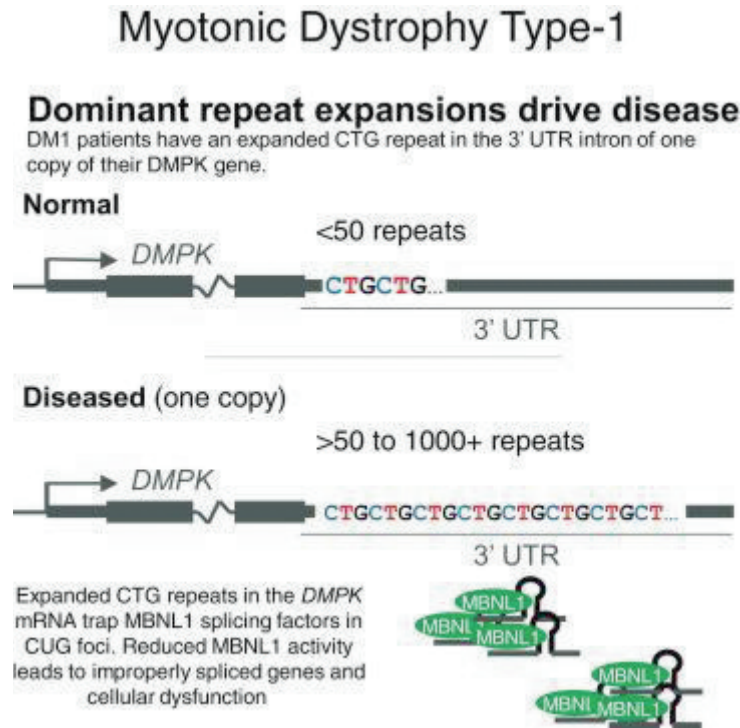 Myotonic Dystrophy Type-1
Dominant repeat expansions drive disease
DM1 patients have an expanded CTG repeat in the 3' UTR intron of one
copy of their DMPK gene.
Normal
<50 repeats
DMPK
CTGCTG...
3' UTR
Diseased (one copy)
>50 to 1000+ repeats
DMPK
CTGCTGCTGCTGCTGCTGCTGCT...
3' UTR
Expanded CTG repeats in the DMPK
mRNA trap MBNL1 splicing factors in
CUG foci. Reduced MBNL1 activity
leads to improperly spliced genes and
cellular dysfunction
MBNL1
MBNL
MBNL1
MBNL1
MBNL
MBNL1